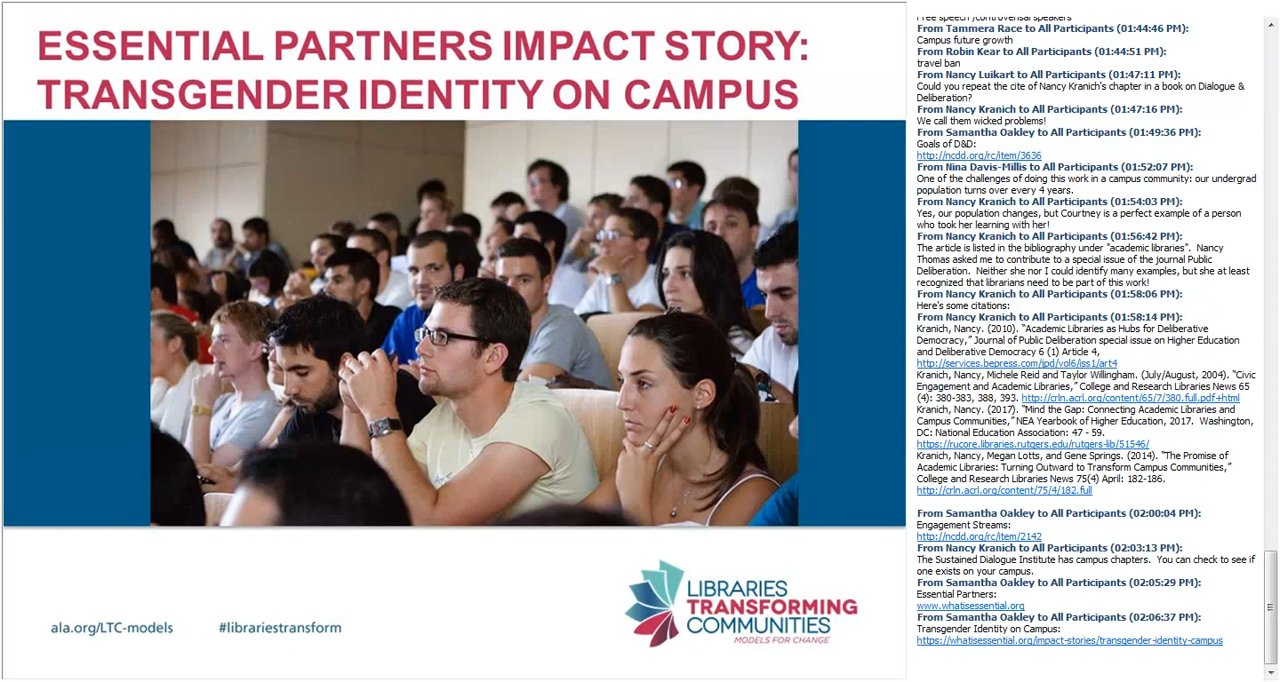 ESSENTIAL PARTNERS IMPACT STORY:
TRANSGENDER IDENTITY ON CAMPUS
ala.org/LTC-models
#librariestransform
LIBRARIES
TRANSFORMING
COMMUNITIES
MODELS FOR CHANGE
Free speech /controversial speakers
From Tammera Race to All Participants (01:44:46 PM):
Campus future growth
From Robin Kear to All Participants (01:44:51 PM):
travel ban
From Nancy Luikart to All Participants (01:47:11 PM):
Could you repeat the cite of Nancy Kranich's chapter in a book on Dialogue &
Deliberation?
From Nancy Kranich to All Participants (01:47:16 PM):
We call them wicked problems!
From Samantha Oakley to All Participants (01:49:36 PM):
Goals of D&D:
http://ncdd.org/rc/item/3636
From Nina Davis-Millis to All Participants (01:52:07 PM):
One of the challenges of doing this work in a campus community: our undergrad
population turns over every 4 years.
From Nancy Kranich to All Participants (01:54:03 PM):
Yes, our population changes, but Courtney is a perfect example of a person
who took her learning with her!
From Nancy Kranich to All Participants (01:56:42 PM):
The article is listed in the bibliography under "academic libraries". Nancy
Thomas asked me to contribute to a special issue of the journal Public
Deliberation. Neither she nor I could identify many examples, but she at least
recognized that librarians need to be part of this work!
From Nancy Kranich to All Participants (01:58:06 PM):
Here's some citations:
From Nancy Kranich to All Participants (01:58:14 PM):
Kranich, Nancy. (2010). "Academic Libraries as Hubs for Deliberative
Democracy," Journal of Public Deliberation special issue on Higher Education
and Deliberative Democracy 6 (1) Article 4,
http://services.bepress.com/jpd/vol6/iss1/art4
Kranich, Nancy, Michele Reid and Taylor Willingham. (July/August, 2004). "Civic
Engagement and Academic Libraries," College and Research Libraries News 65
(4): 380-383, 388, 393. http://crln.acrl.org/content/65/7/380.full.pdf+html
Kranich, Nancy. (2017). "Mind the Gap: Connecting Academic Libraries and
Campus Communities," NEA Yearbook of Higher Education, 2017. Washington,
DC: National Education Association: 47 - 59.
https://rucore.libraries.rutgers.edu/rutgers-lib/51546/
Kranich, Nancy, Megan Lotts, and Gene Springs. (2014). "The Promise of
Academic Libraries: Turning Outward to Transform Campus Communities,"
College and Research Libraries News 75(4) April: 182-186.
http://crln.acrl.org/content/75/4/182.full
From Samantha Oakley to All Participants (02:00:04 PM):
Engagement Streams:
http://ncdd.org/rc/item/2142
From Nancy Kranich to All Participants (02:03:13 PM):
The Sustained Dialogue Institute has campus chapters. You can check to see if
one exists on your campus.
From Samantha Oakley to All Participants (02:05:29 PM):
Essential Partners:
www.whatisessential.org
From Samantha Oakley to All Participants (02:06:37 PM):
Transgender Identity on Campus:
https://whatisessential.org/impact-stories/transgender-identity-campus